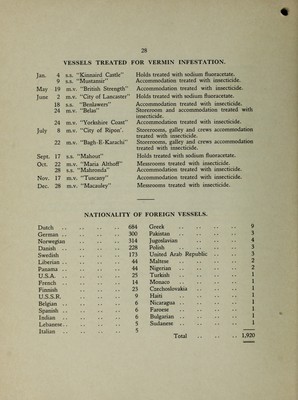 28
VESSELS TREATED FOR VERMIN INFESTATION.
Jan. 4 s.s. "Kinnaird Castle" Holds treated with sodium fluoracetate.
9 s.s. "Mustansir" Accommodation treated with insecticide.
May 19 m.v. "British Strength" Accommodation treated with insecticide.
June 2 m.v. "City of Lancaster" Holds treated with sodium fluoracetate.
18 s.s. "Benlawers" Accommodation treated with insecticide.
24 m.v. "Belas" Storeroom and accommodation treated with insecticide.
24 m.v. "Yorkshire Coast" Accommodation treated with insecticide.
July 8 m.v. "City of Ripon'. Storerooms, galley and crews accommodation treated with insecticide.
22 m.v. "Bagh-E-Karachi" Storerooms, galley and crews accommodation treated with insecticide.
Sept. 17 s.s. "Mahout" Holds treated with sodium fluoracetate.
Oct. 22 m.v. "Maria Althoff" Messrooms treated with insecticide.
28 s.s. "Mahronda" Accommodation treated with insecticide.
Nov. 17 m.v. "Tuscany" Accommodation treated with insecticide.
Dec. 28 m.v. "Macauley" Messrooms treated with insecticide.
NATIONALITY OF FOREIGN VESSELS.
Dutch .. .. .. .. 684
German .. .. .. .. 300
Norwegian .. .. .. 314
Danish .. .. .. .. 228
Swedish .. .. .. 173
Liberian .. .. .. .. 44
Panama .. .. .. .. 44
U.S.A. .. .. .. .. 25
French .. .. .. .. 14
Finnish .. .. .. 23
U.S.S.R. .. .. .. 9
Belgian .. .. .. .. 6
Spanish .. .. .. .. 6
Indian .. .. .. .. 6
Lebanese .. .. .. .. 5
Italian .. .. .. .. 5
Greek .. .. .. .. 9
Pakistan .. .. .. .. 3
Jugoslavian .. .. .. 4
Polish .. .. .. .. 3
United Arab Republic .. .. 3
Maltese .. .. .. .. 2
Nigerian .. .. .. .. 2
Turkish .. .. .. .. 1
Monaco .. .. .. .. 1
Czechoslovakia .. .. .. 1
Haiti .. .. .. .. 1
Nicaragua .. .. .. .. 1
Faroese .. .. .. .. 1
Bulgarian .. .. .. .. 1
Sudanese .. .. .. .. 1
Total .. .. .. 1,920